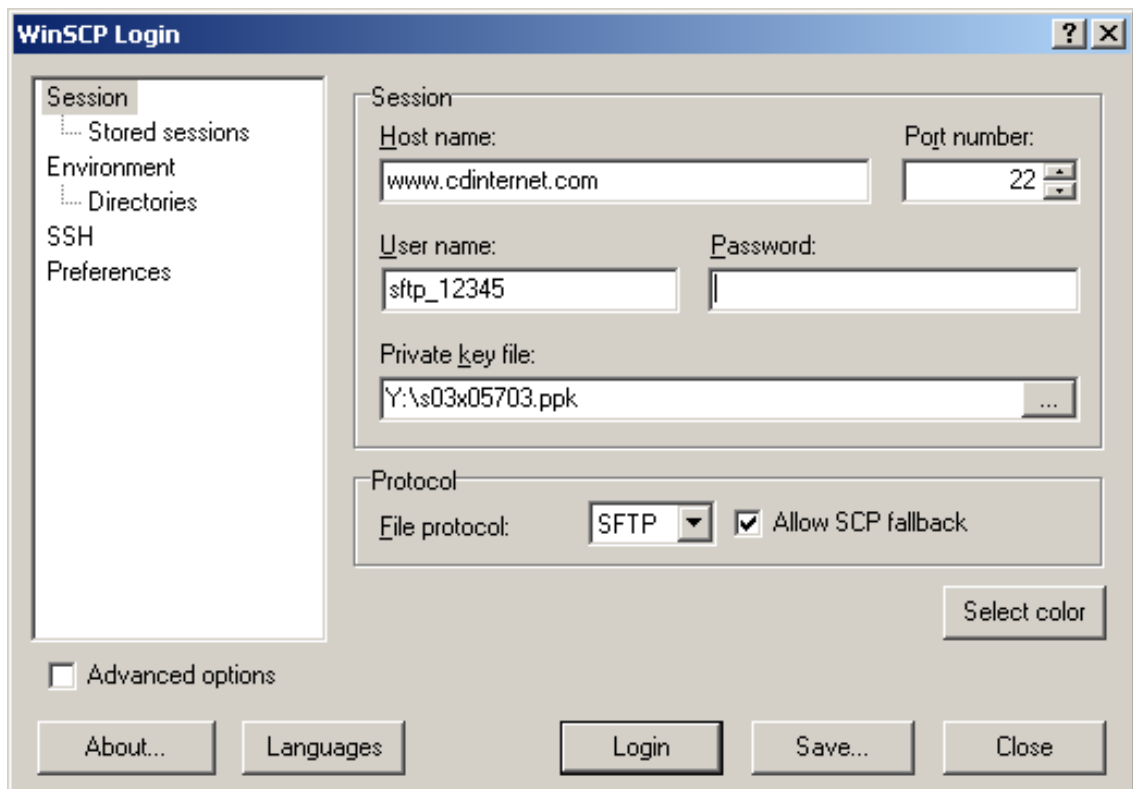 WinSCP Login
Session
Stored sessions
Environment
Directories
SSH
Preferences
Session
Host name:
Port number:
www.cdinternet.com
22
User name:
Password:
sftp_12345
Private key file:
Y:\s03x05703.ppk
...
Protocol
File protocol:
SFTP
Allow SCP fallback
Select color
Advanced options
About...
Languages
Login
Save...
Close